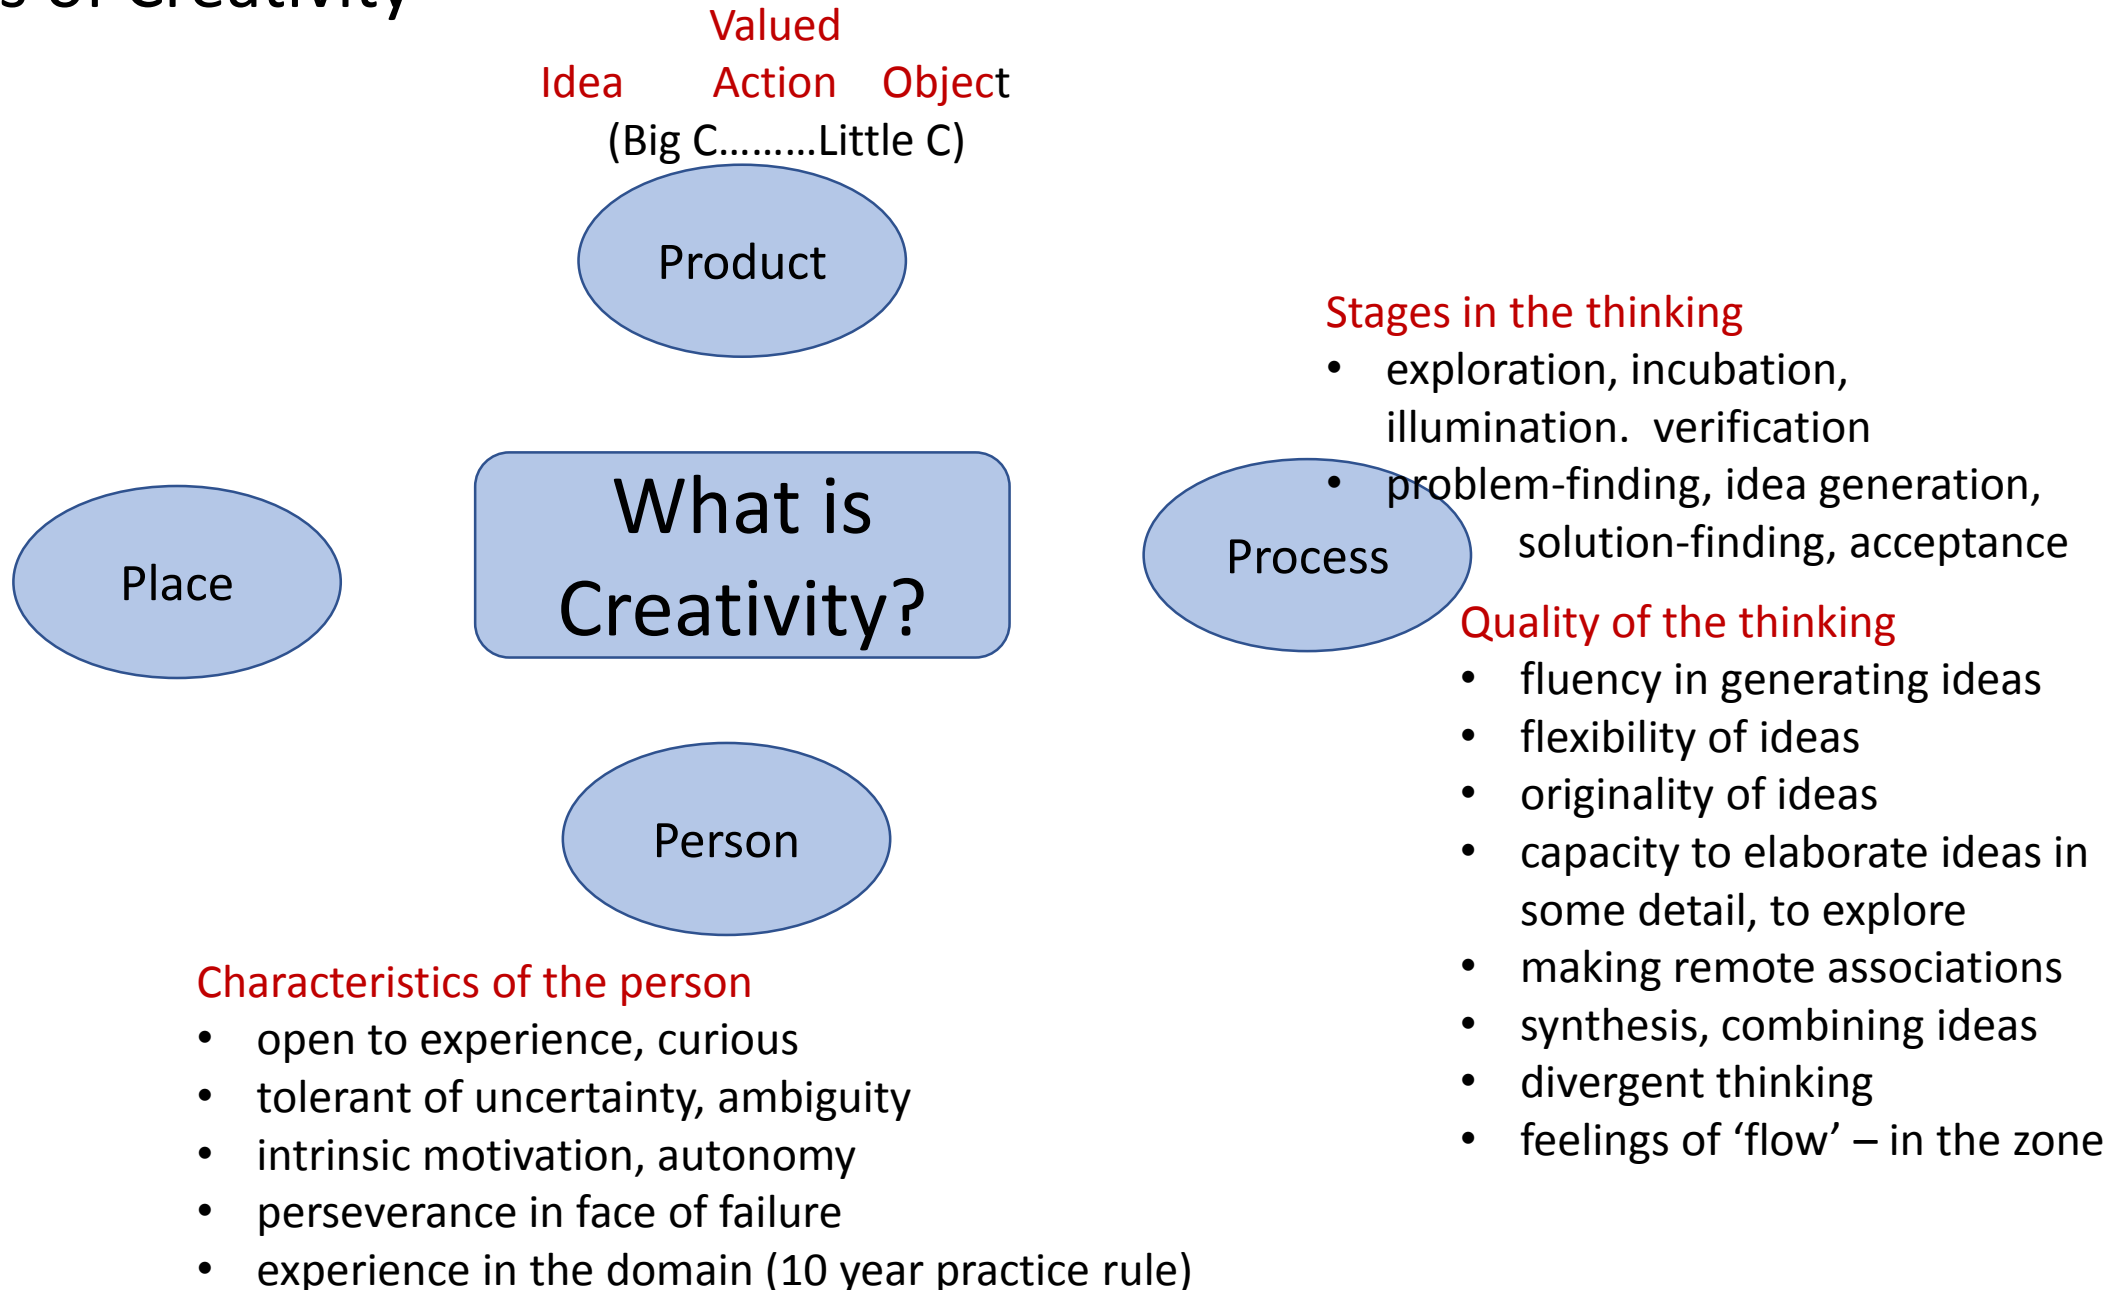 s of Creativity
Valued
Idea Action Object
(Big C.........Little C)
Product
Stages in the thinking
• exploration, incubation,
illumination.  verification
• problem-finding, idea generation,
solution-finding, acceptance
What is
Creativity?
Place
Process
Quality of the thinking
• fluency in generating ideas
• flexibility of ideas
• originality of ideas
• capacity to elaborate ideas in
some detail, to explore
• making remote associations
• synthesis, combining ideas
• divergent thinking
• feelings of ‘flow’ – in the zone
Person
Characteristics of the person
• open to experience, curious
• tolerant of uncertainty, ambiguity
• intrinsic motivation, autonomy
• perseverance in face of failure
• experience in the domain (10 year practice rule)